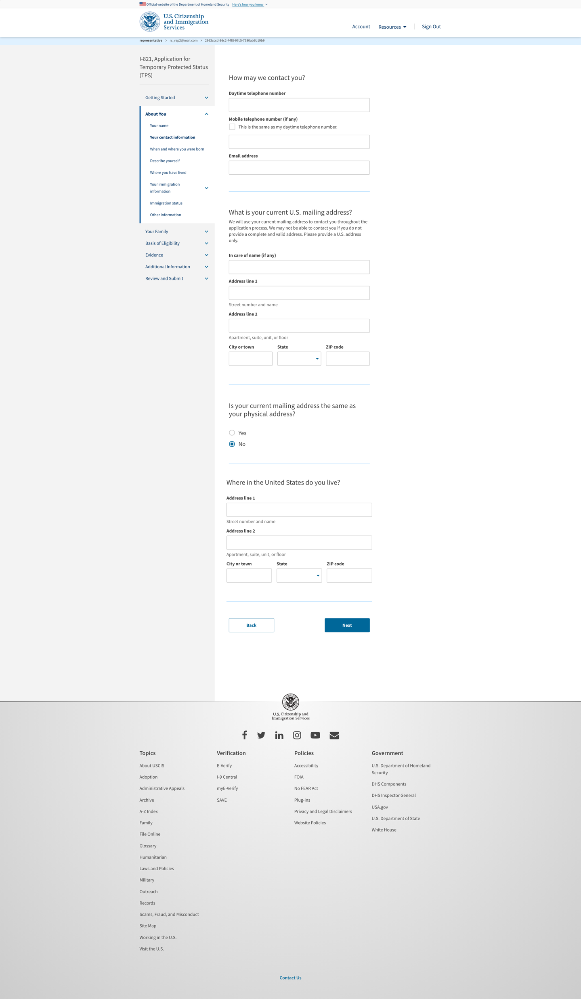 Official website of the Department of Homeland Security Here's how you know
U.S. Citizenship
and Immigration
Services
Account Resources Sign Out
representative > rc_rep2@mail.com > 2963cccd-36c2-44f8-97c5-7580ab9b19b9
I-821, Application for
Temporary Protected Status
(TPS)
Getting Started
About You
Your name
Your contact information
When and where you were born
Describe yourself
Where you have lived
Your immigration
information
Immigration status
Other information
Your Family
Basis of Eligibility
Evidence
Additional Information
Review and Submit
How may we contact you?
Daytime telephone number
Mobile telephone number (if any)
This is the same as my daytime telephone number.
Email address
What is your current U.S. mailing address?
We will use your current mailing address to contact you throughout the
application process. We may not be able to contact you if you do not
provide a complete and valid address. Please provide a U.S. address
only.
In care of name (if any)
Address line 1
Street number and name
Address line 2
Apartment, suite, unit, or floor
City or town State ZIP code
Is your current mailing address the same as
your physical address?
Yes
No
Where in the United States do you live?
Address line 1
Street number and name
Address line 2
Apartment, suite, unit, or floor
City or town State ZIP code
Back Next
U.S. Citizenship and
Immigration Services
Topics
About USCIS
Adoption
Administrative Appeals
Archive
A-Z Index
Family
File Online
Glossary
Humanitarian
Laws and Policies
Military
Outreach
Records
Scams, Fraud, and Misconduct
Site Map
Working in the U.S.
Visit the U.S.
Verification
E-Verify
I-9 Central
myE-Verify
SAVE
Policies
Accessibility
FOIA
No FEAR Act
Plug-ins
Privacy and Legal Disclaimers
Website Policies
Government
U.S. Department of Homeland
Security
DHS Components
DHS Inspector General
USA.gov
U.S. Department of State
White House
Contact Us